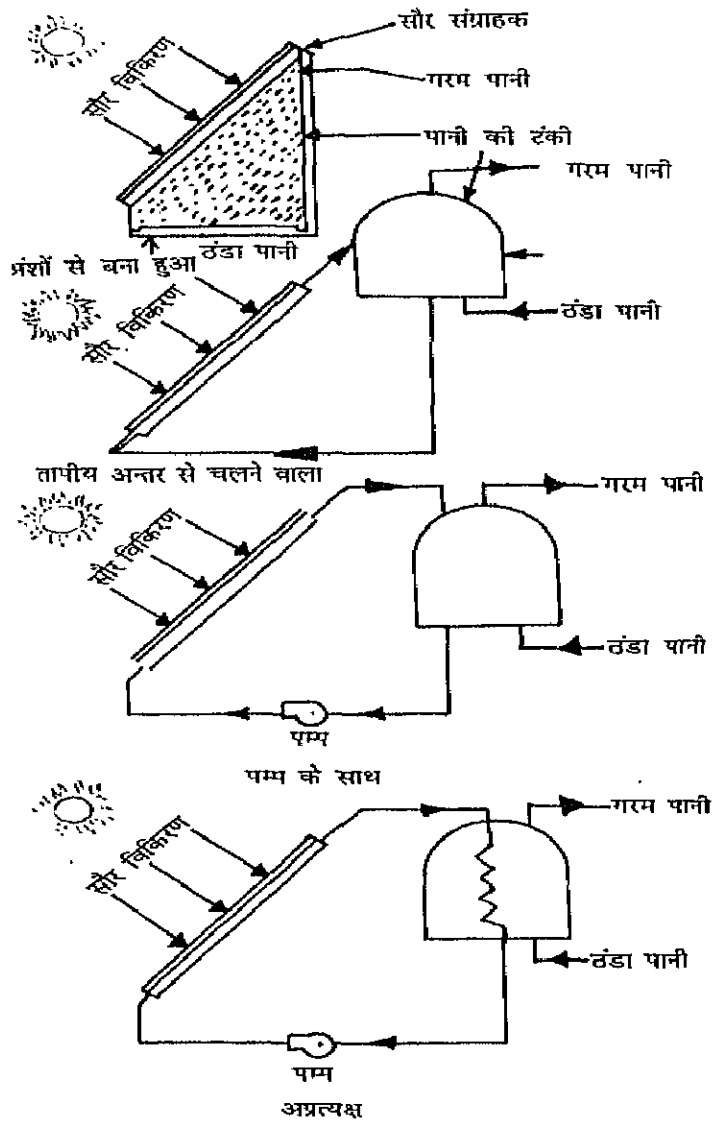 सौर संग्राहक
सौर विकिरण
गरम पानी
पानी की टंकी
गरम पानी
ठंडा पानी
प्रंशों से बना हुआ
सौर विकिरण
ठंडा पानी
तापीय अन्तर से चलने वाला
गरम पानी
सौर विकिरण
ठंडा पानी
पम्प
पम्प के साथ
गरम पानी
सौर विकिरण
ठंडा पानी
पम्प
अप्रत्यक्ष